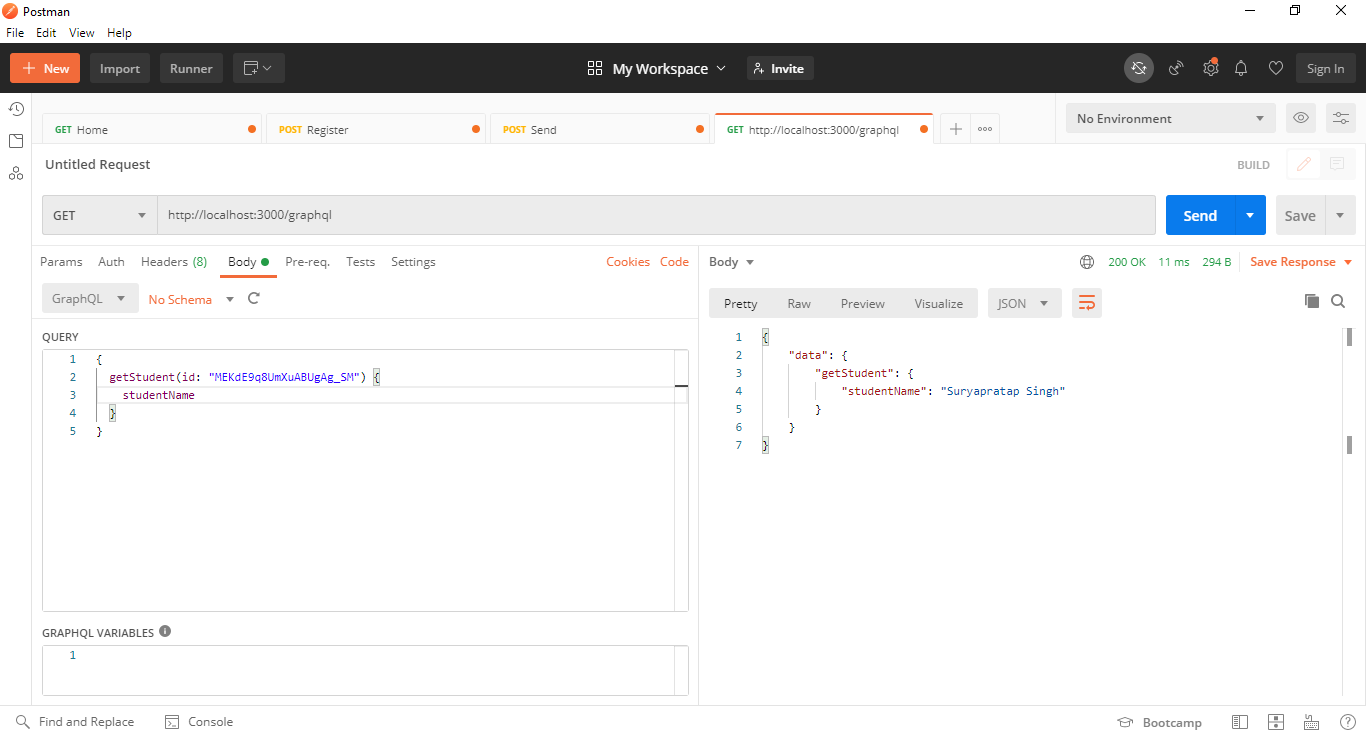 Postman
File Edit View Help
New Import Runner My Workspace Invite Sign In
GET Home POST Register POST Send GET http://localhost:3000/graphql No Environment
Untitled Request BUILD
GET http://localhost:3000/graphql Send Save
Params Auth Headers (8) Body Pre-req. Tests Settings Cookies Code
GraphQL No Schema
QUERY
1 {
2 getStudent(id: "MEKdE9q8UmXuABUgAg_SM") {
3 studentName
4 }
5 }
GRAPHQL VARIABLES
1
Body 200 OK 11 ms 294 B Save Response
Pretty Raw Preview Visualize JSON
1 {
2 "data": {
3 "getStudent": {
4 "studentName": "Suryapratap Singh"
5 }
6 }
7 }
Find and Replace Console Bootcamp